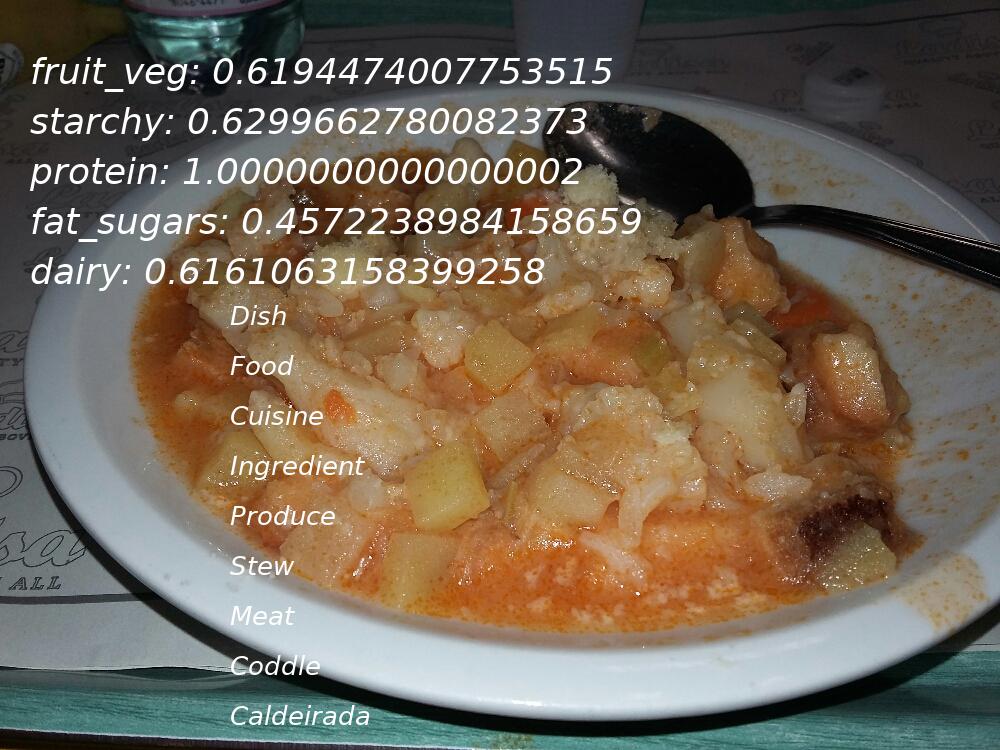 fruit_veg: 0.6194474007753515
starchy: 0.6299662780082373
protein: 1.0000000000000002
fat_sugars: 0.4572238984158659
dairy: 0.6161063158399258
Dish
Food
Cuisine
Ingredient
Produce
Stew
Meat
Coddle
Caldeirada
ALL